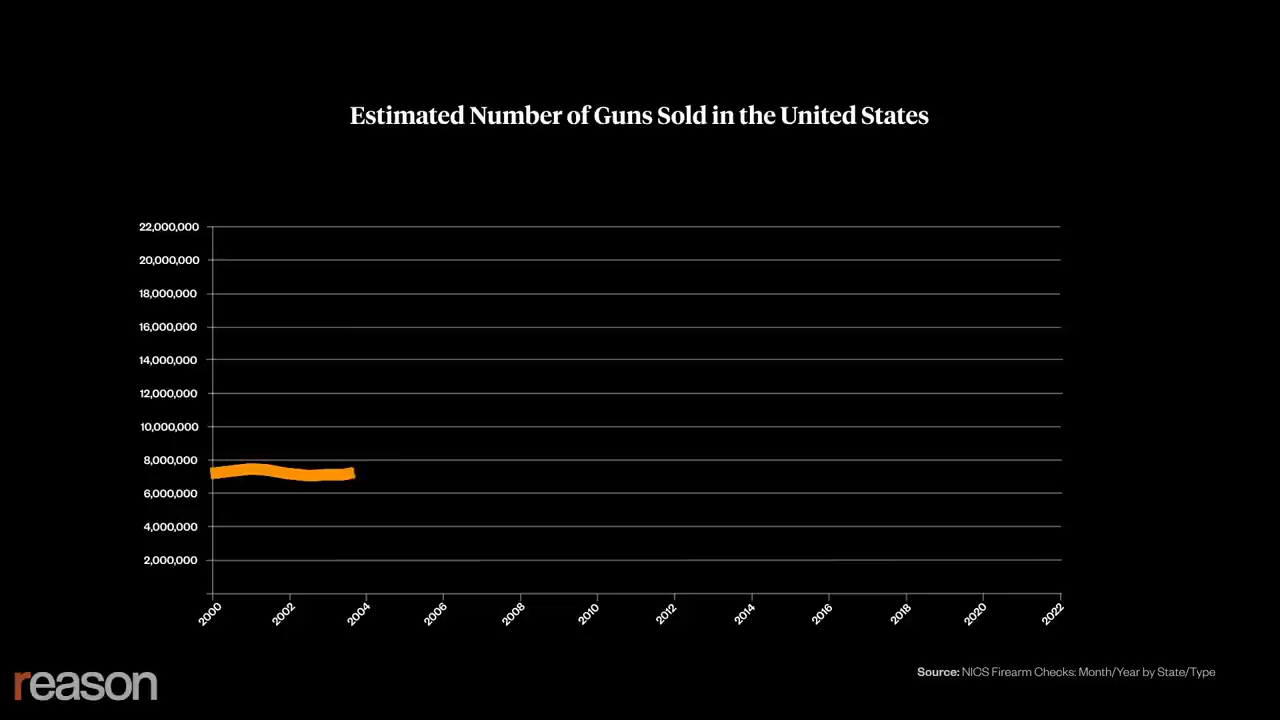 Estimated Number of Guns Sold in the United States
22,000,000
20,000,000
18,000,000
16,000,000
14,000,000
12,000,000
10,000,000
8,000,000
6,000,000
4,000,000
2,000,000
2000 2002 2004 2006 2008 2010 2012 2014 2016 2018 2020 2022
Source: NICS Firearm Checks: Month/Year by State/Type
reason